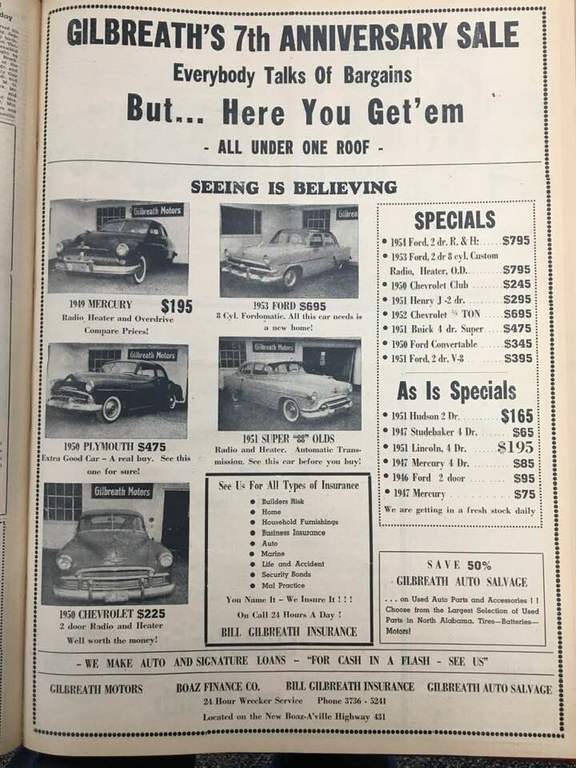 GILBREATH'S 7th ANNIVERSARY SALE
Everybody Talks Of Bargains
But... Here You Get'em
- ALL UNDER ONE ROOF -
SEEING IS BELIEVING
Gilbreath Motors
1949 MERCURY $195
Radio Heater and Overdrive
Compare Prices!
Gilbrea
1953 FORD $695
8 Cyl. Fordomatic. All this car needs is
a new home!
Gilbreath Motors
1950 PLYMOUTH $475
Extra Good Car - A real buy. See this
one for sure!
Gilbreath Motors
1951 SUPER "88" OLDS
Radio and Heater. Automatic Trans-
mission. See this car before you buy!
Gilbreath Motors
1950 CHEVROLET $225
2 door Radio and Heater
Well worth the money!
See Us For All Types of Insurance
• Builders Risk
• Home
• Household Furnishings
• Business Insurance
• Auto
• Marine
• Life and Accident
• Security Bonds
• Mal Practice
You Name It - We Insure It ! ! !
On Call 24 Hours A Day !
BILL GILBREATH INSURANCE
SPECIALS
• 1954 Ford, 2 dr. R. & H: $795
• 1953 Ford, 2 dr 8 cyl. Custom
Radio, Heater, O.D. $795
• 1950 Chevrolet Club $245
• 1951 Henry J -2 dr. $295
• 1952 Chevrolet TON $695
• 1951 Buick 4 dr. Super $475
• 1950 Ford Convertable $345
• 1951 Ford, 2 dr. V-8 $395
As Is Specials
• 1951 Hudson 2 Dr. $165
• 1947 Studebaker 4 Dr. $65
• 1951 Lincoln, 4 Dr. $195
• 1947 Mercury 4 Dr. $85
• 1946 Ford 2 door $95
• 1947 Mercury $75
We are getting in a fresh stock daily
SAVE 50%
GILBREATH AUTO SALVAGE
. . . on Used Auto Parts and Accessories ! !
Choose from the Largest Selection of Used
Parts in North Alabama. Tires—Batteries—
Motors!
- WE MAKE AUTO AND SIGNATURE LOANS - "FOR CASH IN A FLASH - SEE US"
GILBREATH MOTORS BOAZ FINANCE CO. BILL GILBREATH INSURANCE GILBREATH AUTO SALVAGE
24 Hour Wrecker Service Phone 3736 - 5241
Located on the New Boaz-A'ville Highway 431